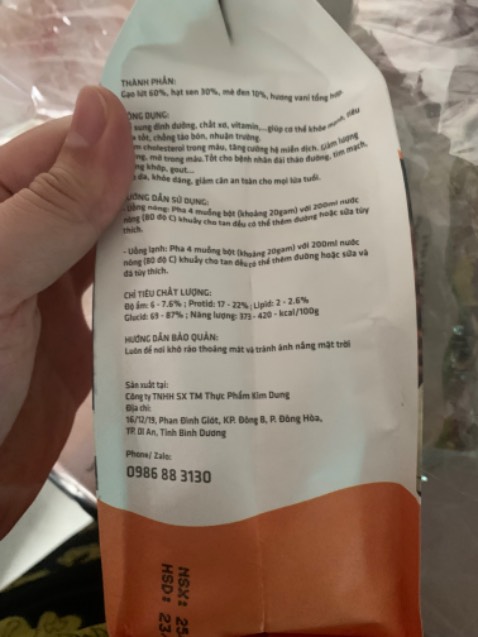 THÀNH PHẦN:
Gạo lứt 60%, hạt sen 30%, mè đen 10%, hương vani tổng hợp
ÔNG DỤNG:
sung dinh dưỡng, chất xơ, vitamin,...giúp cơ thể khỏe mạnh, tiêu
tốt, chống táo bón, nhuận trường.
m cholesterol trong máu, tăng cường hệ miễn dịch. Giảm lượng
ng, mỡ trong máu. Tốt cho bệnh nhân đái tháo đường, tim mạch,
ng khớp, gout...
da, khỏe dáng, giảm cân an toàn cho mọi lứa tuổi.
ƯỚNG DẪN SỬ DỤNG:
- Uống nóng: Pha 4 muỗng bột (khoảng 20gam) với 200ml nước
nóng (80 độ C) khuấy cho tan đều có thể thêm đường hoặc sữa tùy
thích.
- Uống lạnh: Pha 4 muỗng bột (khoảng 20gam) với 200ml nước
nóng (80 độ C) khuấy cho tan đều có thể thêm đường hoặc sữa và
đá tùy thích.
CHỈ TIÊU CHẤT LƯỢNG:
Độ ẩm: 6 - 7.6% ; Protid: 17 - 22% ; Lipid: 2 - 2.6%
Glucid: 69 - 87% ; Năng lượng: 373 - 420 - kcal/100g
HƯỚNG DẪN BẢO QUẢN:
Luôn để nơi khô ráo thoáng mát và tránh ánh nắng mặt trời
Sản xuất tại:
Công ty TNHH SX TM Thực Phẩm Kim Dung
Địa chỉ:
16/12/19, Phan Đình Giót, KP. Đông B, P. Đông Hòa,
TP. Dĩ An, Tỉnh Bình Dương
Phone/ Zalo:
0986 88 3130
HSX: 25
HSD: 23